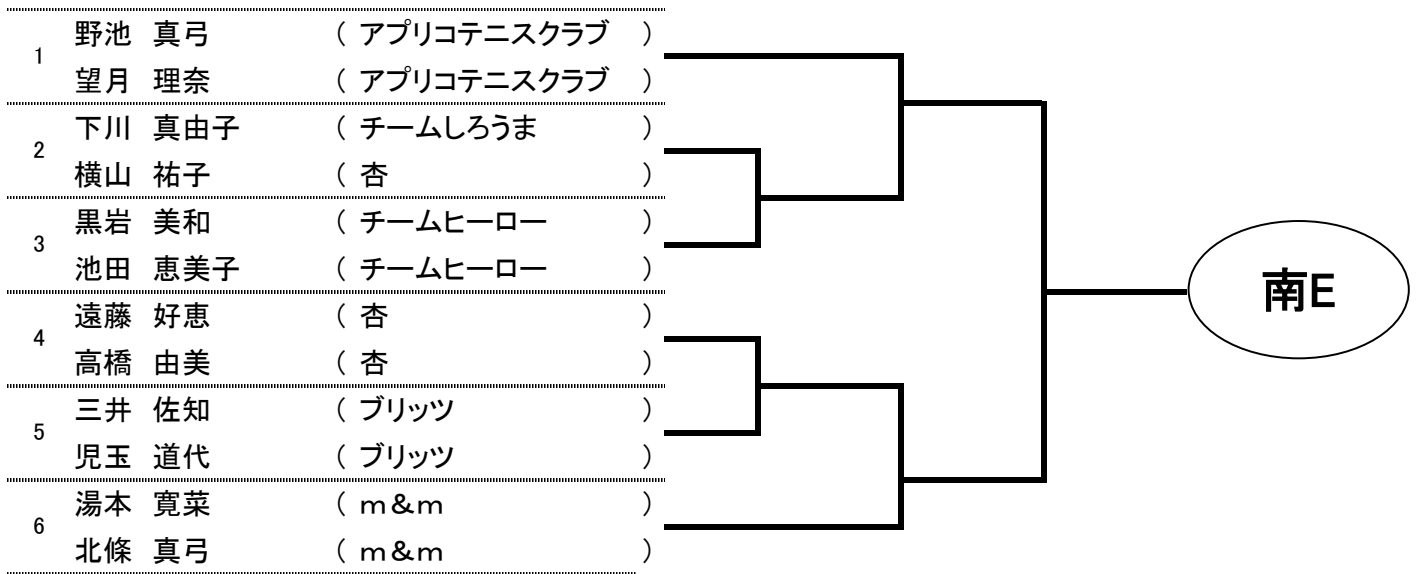 1
野池 真弓 ( アプリコテニスクラブ )
望月 理奈 ( アプリコテニスクラブ )
2
下川 真由子 ( チームしろうま )
横山 祐子 ( 杏 )
3
黒岩 美和 ( チームヒーロー )
池田 恵美子 ( チームヒーロー )
4
遠藤 好恵 ( 杏 )
高橋 由美 ( 杏 )
5
三井 佐知 ( ブリッツ )
児玉 道代 ( ブリッツ )
6
湯本 寛菜 ( m&m )
北條 真弓 ( m&m )
南E